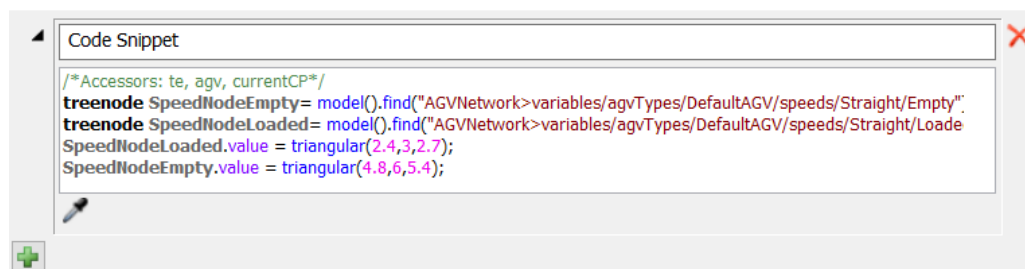 Code Snippet
/*Accessors: te, agv, currentCP*/
treenode SpeedNodeEmpty= model().find("AGVNetwork>variables/agvTypes/DefaultAGV/speeds/Straight/Empty")
treenode SpeedNodeLoaded= model().find("AGVNetwork>variables/agvTypes/DefaultAGV/speeds/Straight/Loade
SpeedNodeLoaded.value = triangular(2.4,3,2.7);
SpeedNodeEmpty.value = triangular(4.8,6,5.4);